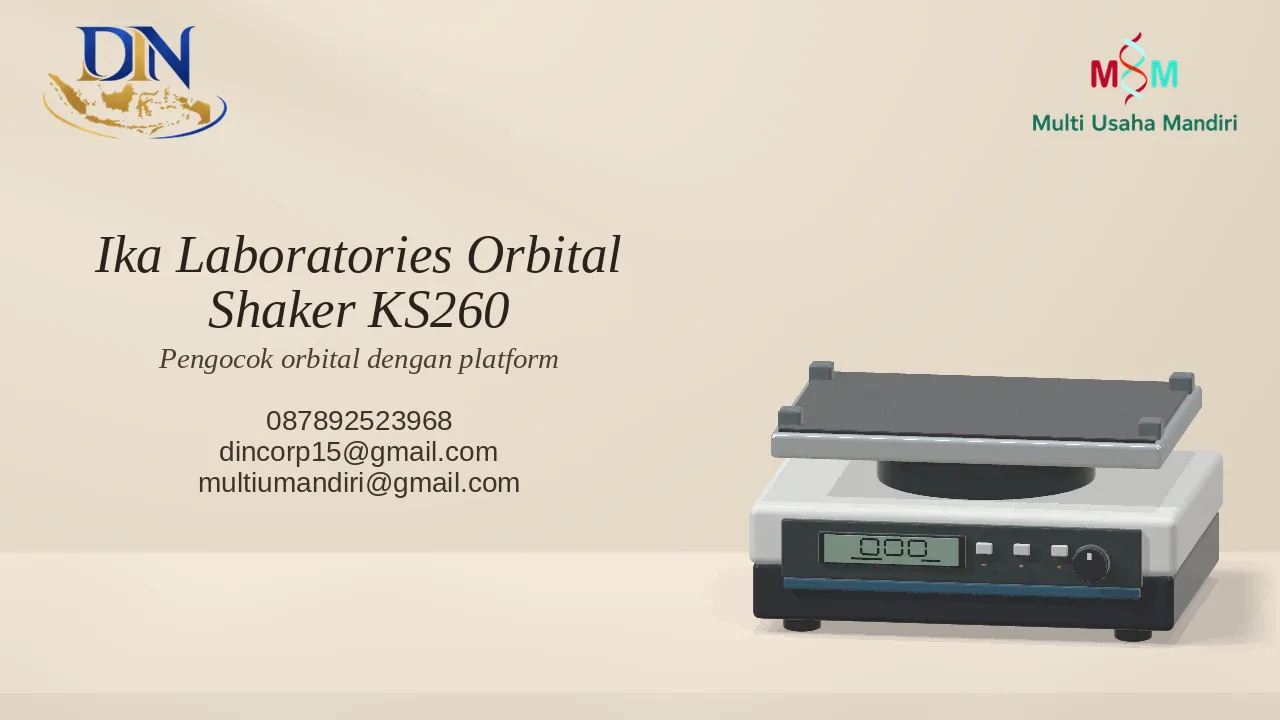 DIN
MSM
Multi Usaha Mandiri
Ika Laboratories Orbital
Shaker KS260
Pengocok orbital dengan platform
087892523968
dincorp15@gmail.com
multiumandiri@gmail.com
000